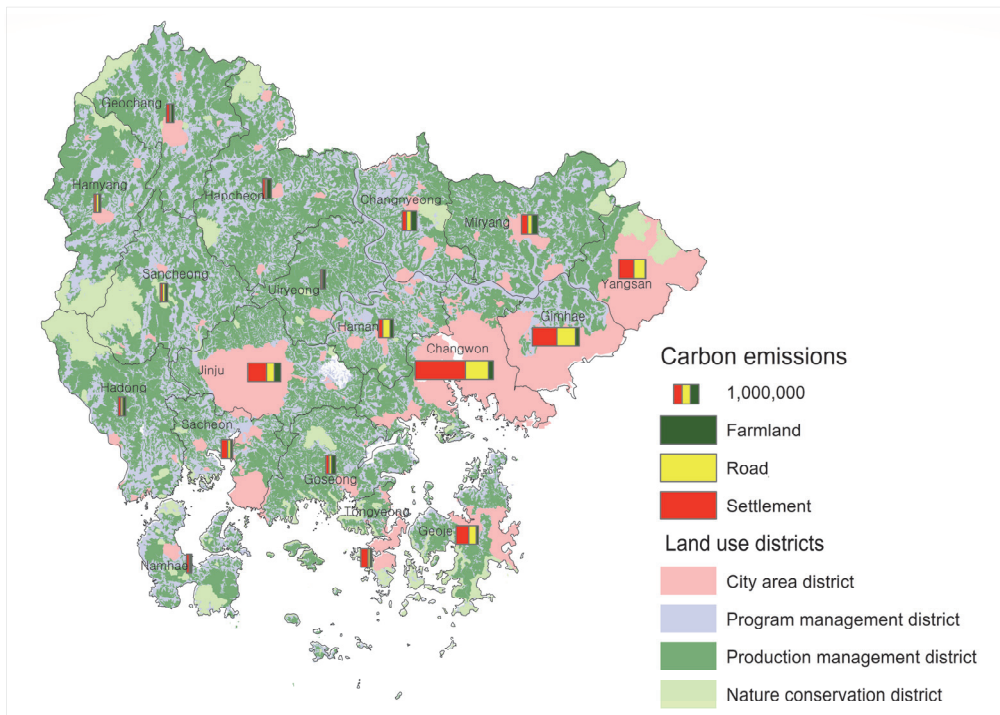 Geochang
Hamyang
Hapcheon
Changnyeong
Miryang
Yangsan
Sancheong
Uiryeong
Gimhae
Haman
Changwon
Jinju
Hadong
Sacheon
Goseong
Tongyeong
Geoje
Namhae
Carbon emissions
1,000,000
Farmland
Road
Settlement
Land use districts
City area district
Program management district
Production management district
Nature conservation district